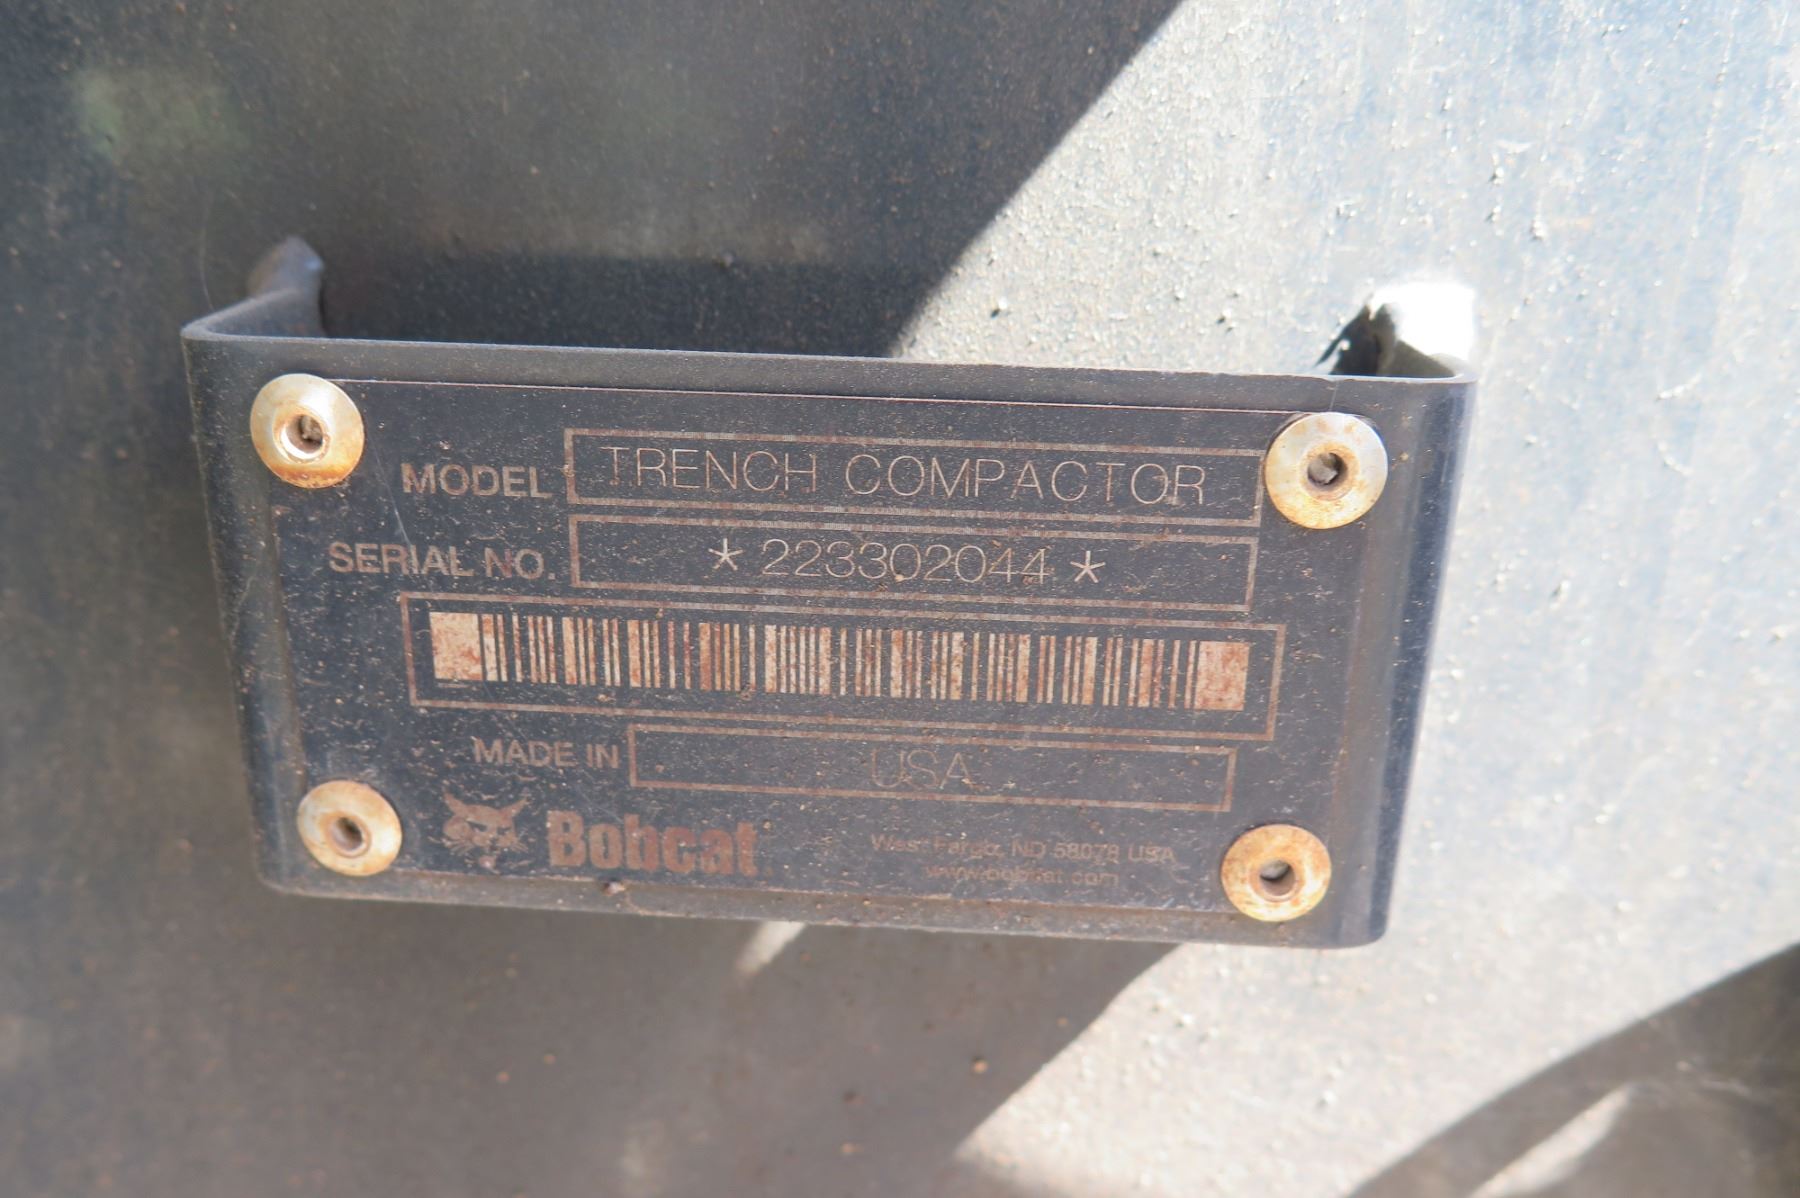 MODEL TRENCH COMPACTOR
SERIAL NO. *223302044*
MADE IN USA
Bobcat
West Fargo, ND 58078 USA
www.bobcat.com